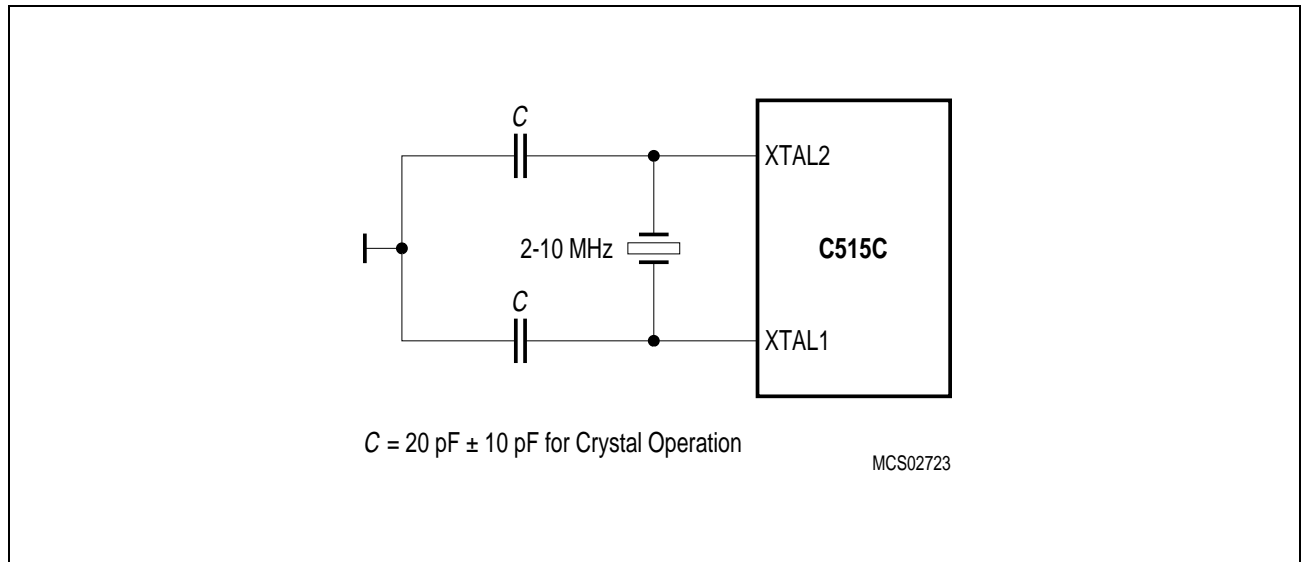 C
XTAL2
2-10 MHz
C515C
C
XTAL1
C = 20 pF ± 10 pF for Crystal Operation
MCS02723